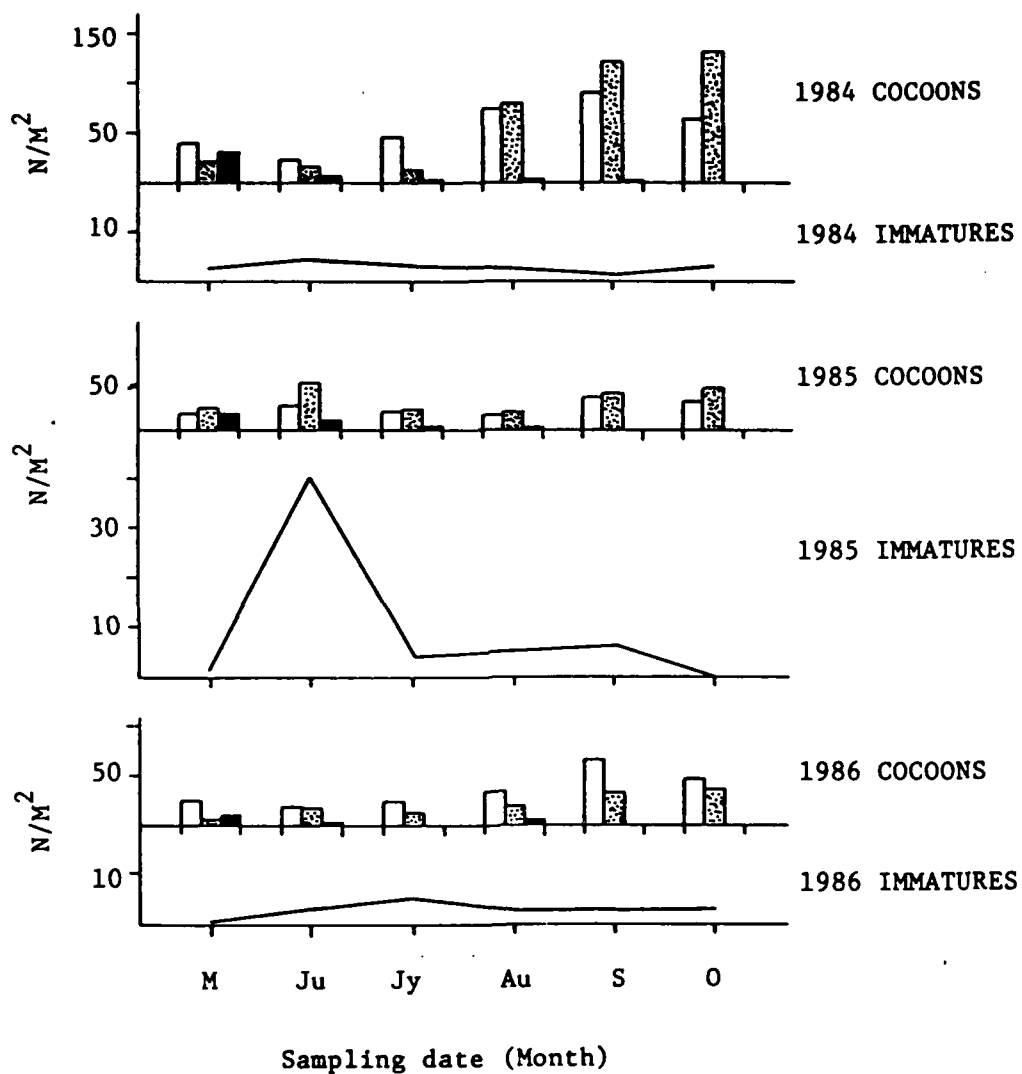 150
50
N/M²
1984 COCOONS
10
1984 IMMATURES
50
1985 COCOONS
N/M²
30
10
1985 IMMATURES
50
1986 COCOONS
N/M²
10
1986 IMMATURES
M Ju Jy Au S O
Sampling date (Month)